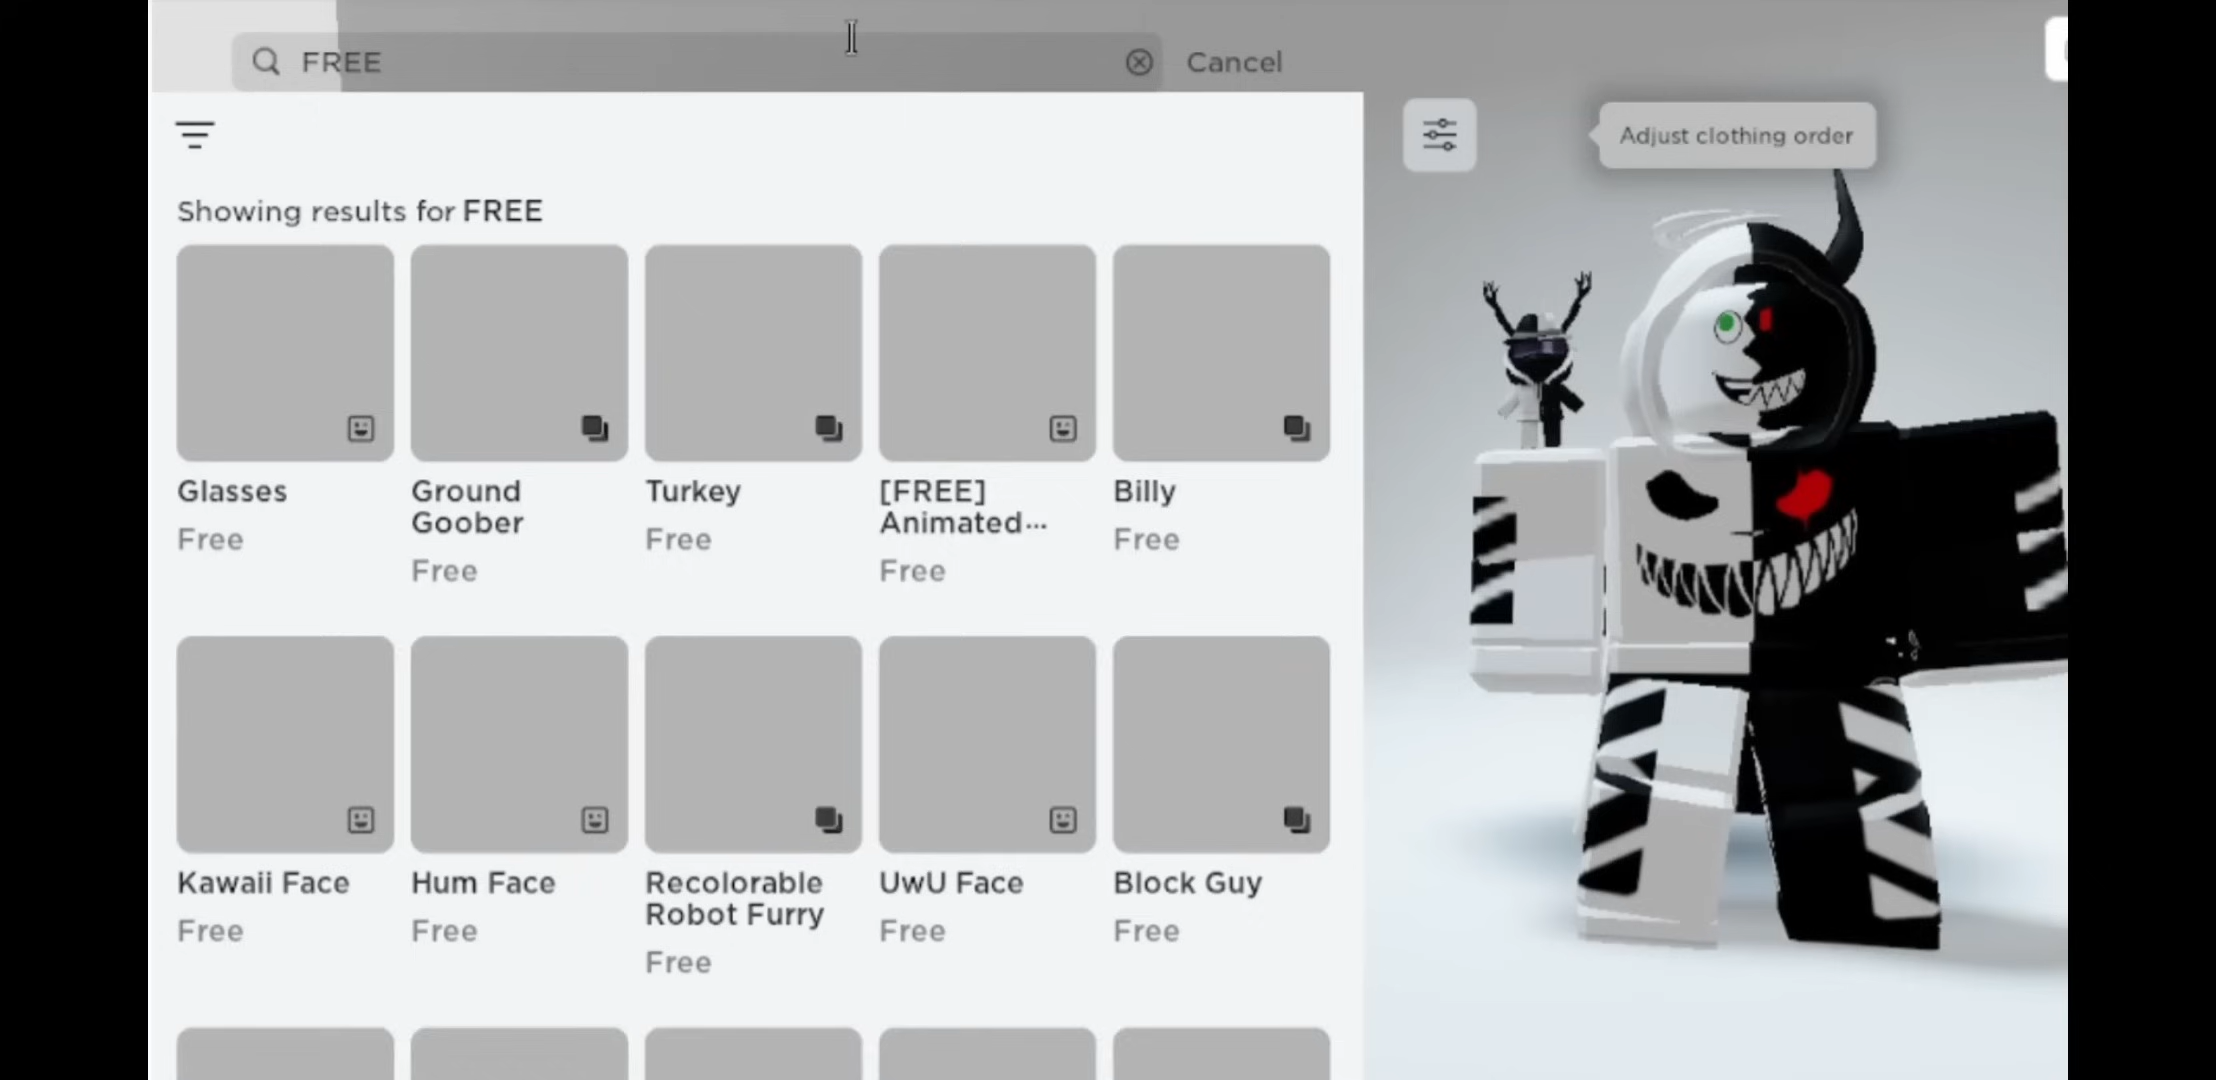 FREE
Cancel
Adjust clothing order
Showing results for FREE
Glasses
Free
Ground
Goober
Free
Turkey
Free
[FREE]
Animated...
Free
Billy
Free
Kawaii Face
Free
Hum Face
Free
Recolorable
Robot Furry
Free
UwU Face
Free
Block Guy
Free